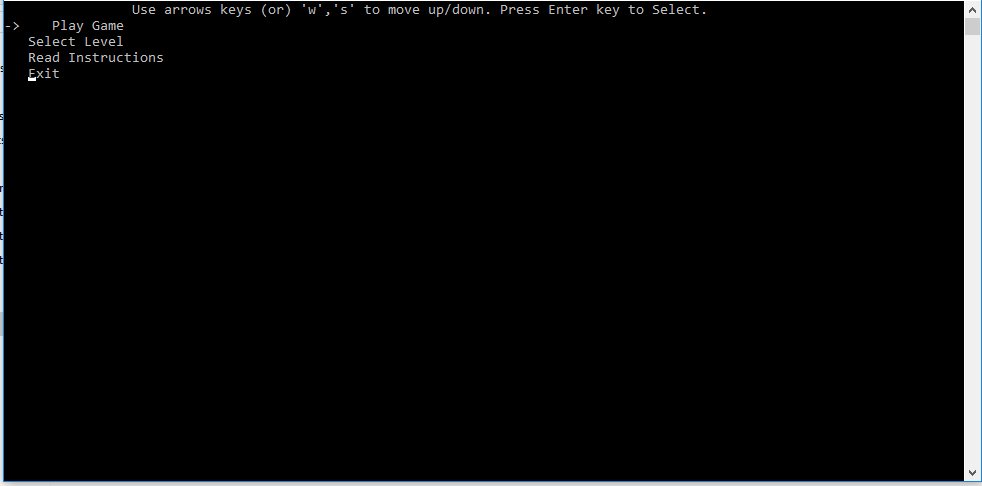 Use arrows keys (or) 'w','s' to move up/down. Press Enter key to Select.
->    Play Game
Select Level
Read Instructions
Exit